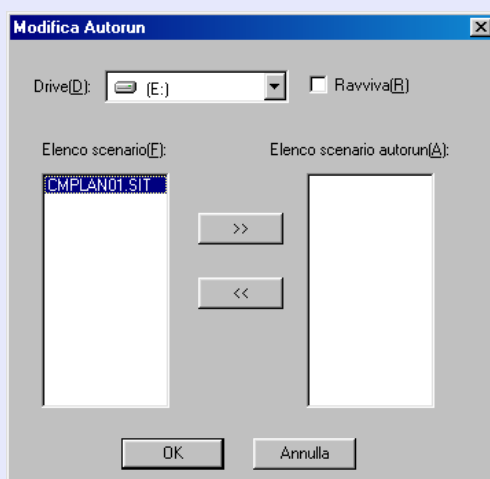 Modifica Autorun
Drive(D): (E:) Ravviva(R)
Elenco scenario(F): Elenco scenario autorun(A):
CMPLAN01.SIT
>>
<<
OK Annulla